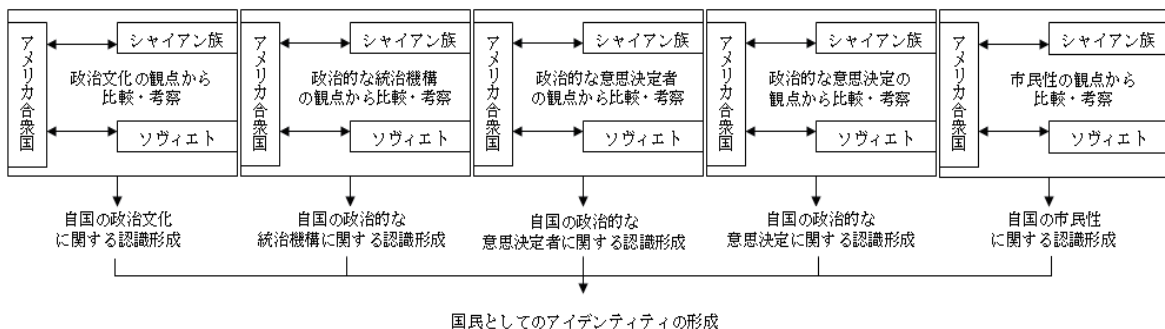 アメリカ合衆国
シャイアン族
政治文化の観点から
比較・考察
ソヴィエト
アメリカ合衆国
シャイアン族
政治的な統治機構
の観点から比較・考察
ソヴィエト
アメリカ合衆国
シャイアン族
政治的な意思決定者
の観点から比較・考察
ソヴィエト
アメリカ合衆国
シャイアン族
政治的な意思決定の
観点から比較・考察
ソヴィエト
アメリカ合衆国
シャイアン族
市民性の観点から
比較・考察
ソヴィエト
自国の政治文化
に関する認識形成
自国の政治的な
統治機構に関する認識形成
自国の政治的な
意思決定者に関する認識形成
自国の政治的な
意思決定に関する認識形成
自国の市民性
に関する認識形成
国民としてのアイデンティティの形成